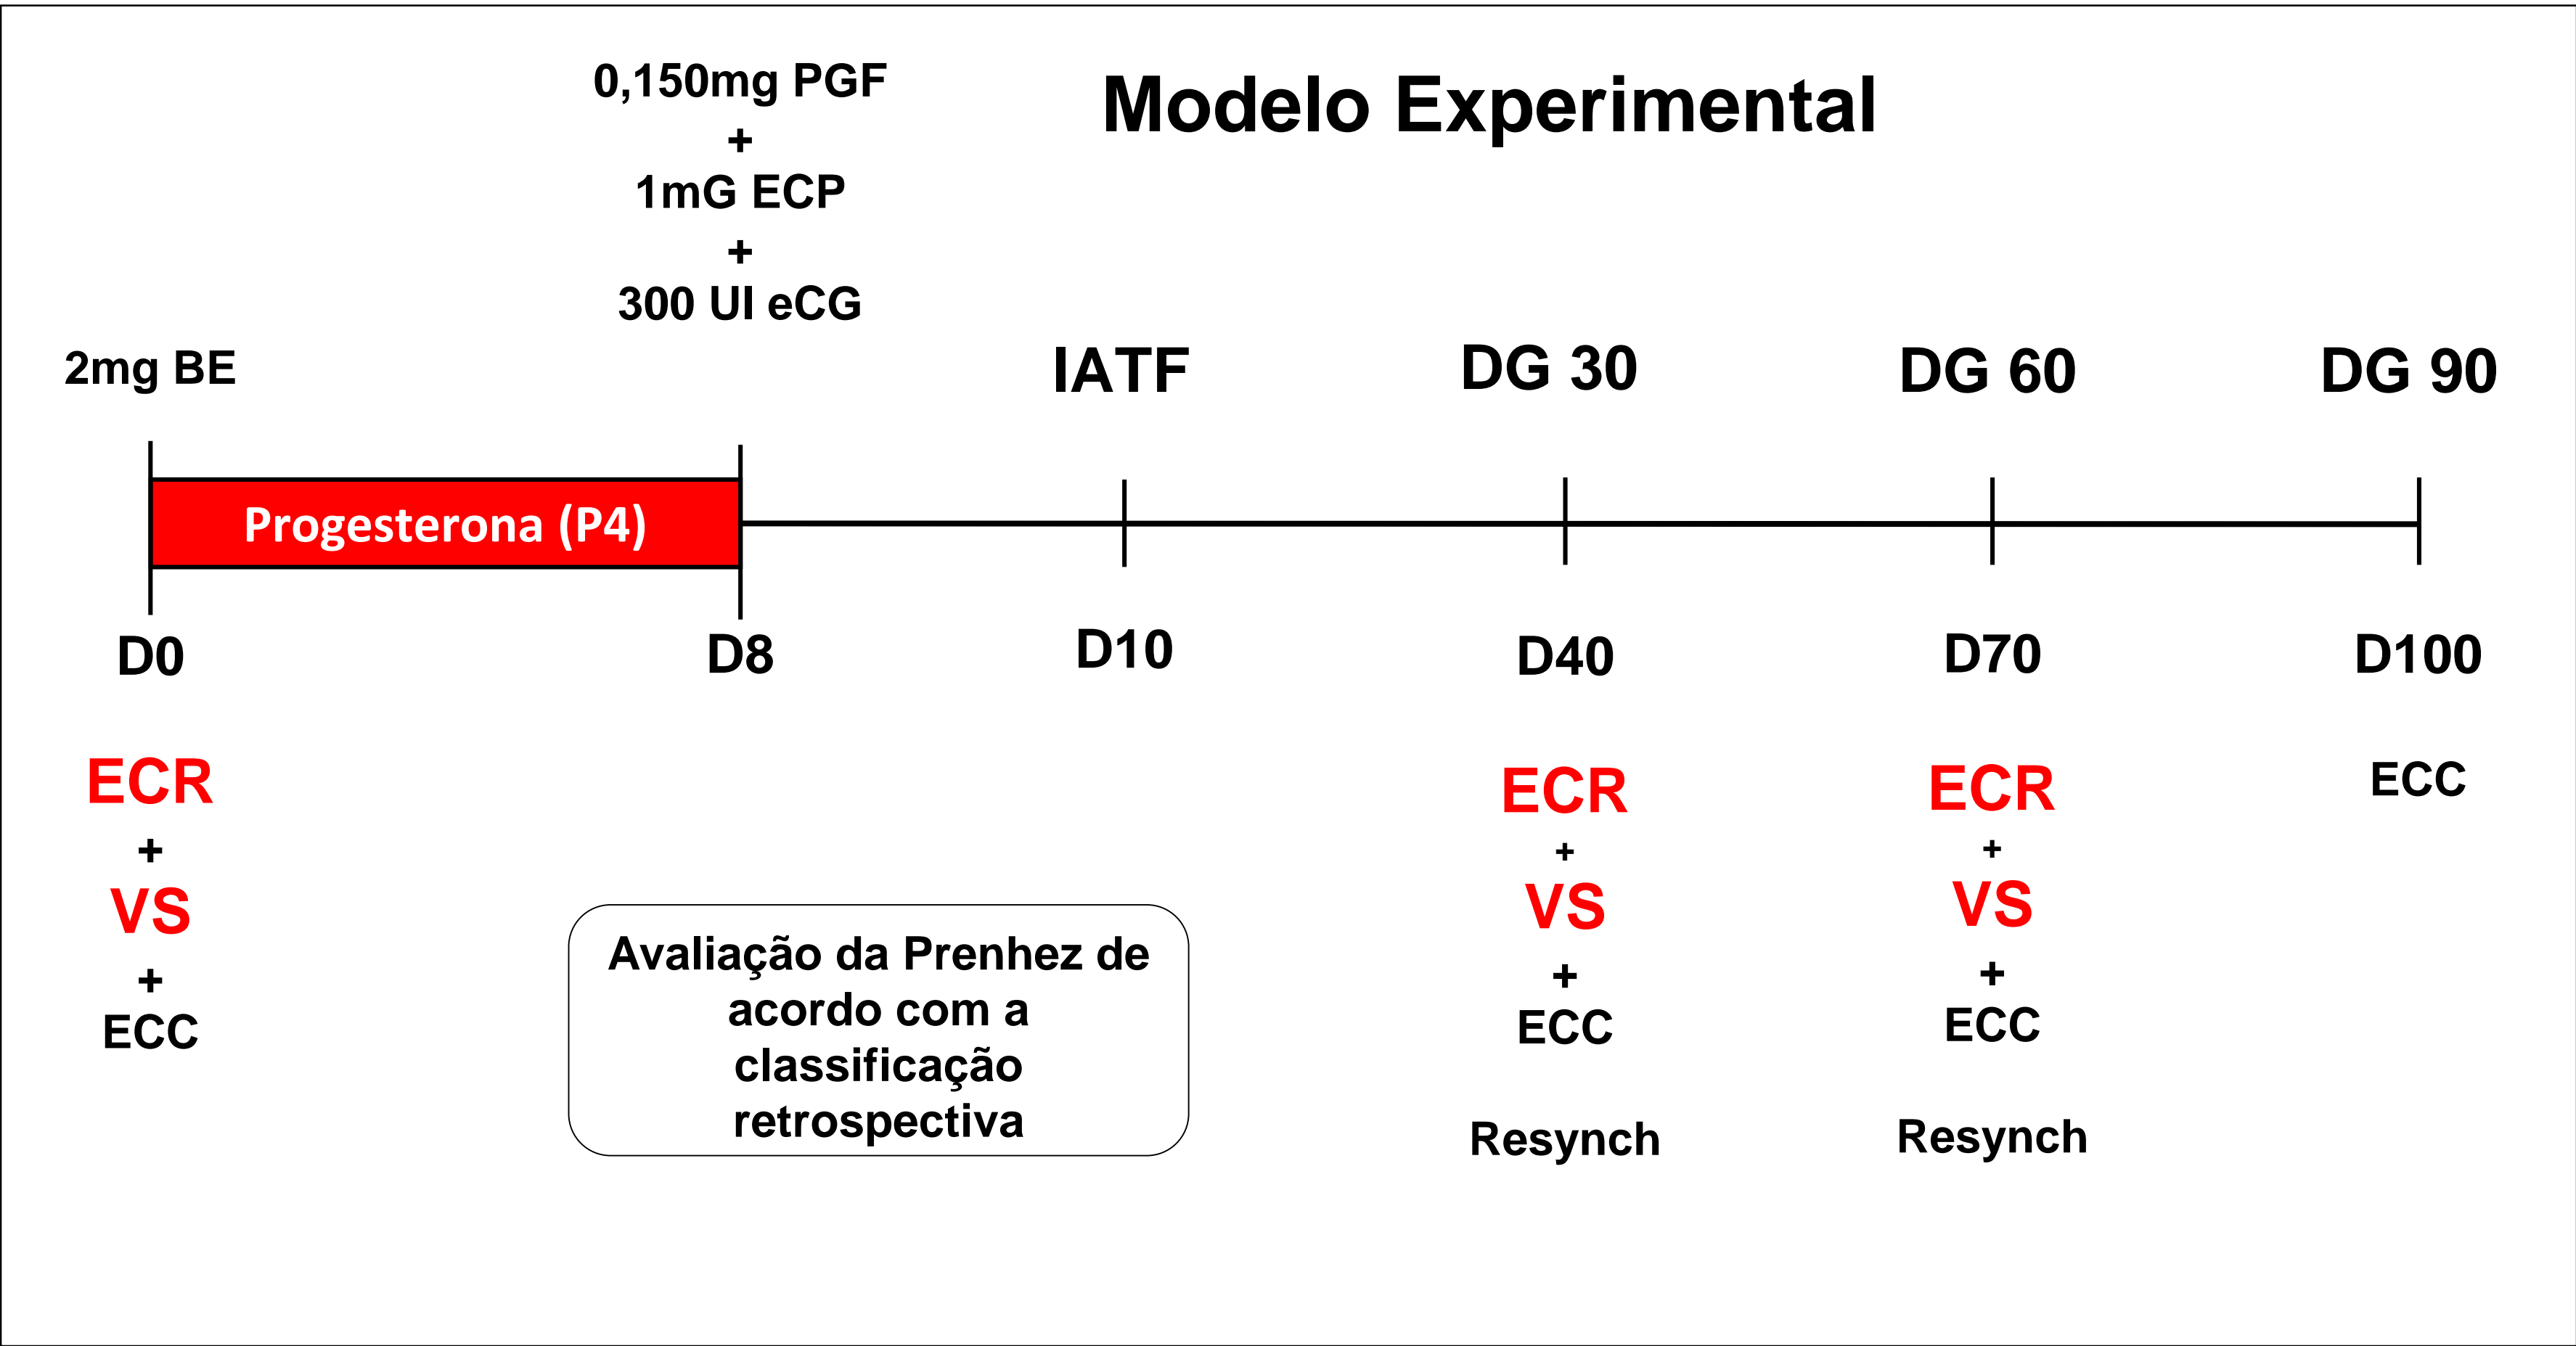 Modelo Experimental
0,150mg PGF
+
1mG ECP
+
300 UI eCG
2mg BE
IATF
DG 30
DG 60
DG 90
Progesterona (P4)
D0
D8
D10
D40
D70
D100
ECR
+
VS
+
ECC
Avaliação da Prenhez de
acordo com a
classificação
retrospectiva
ECR
+
VS
+
ECC
Resynch
ECR
+
VS
+
ECC
Resynch
ECC